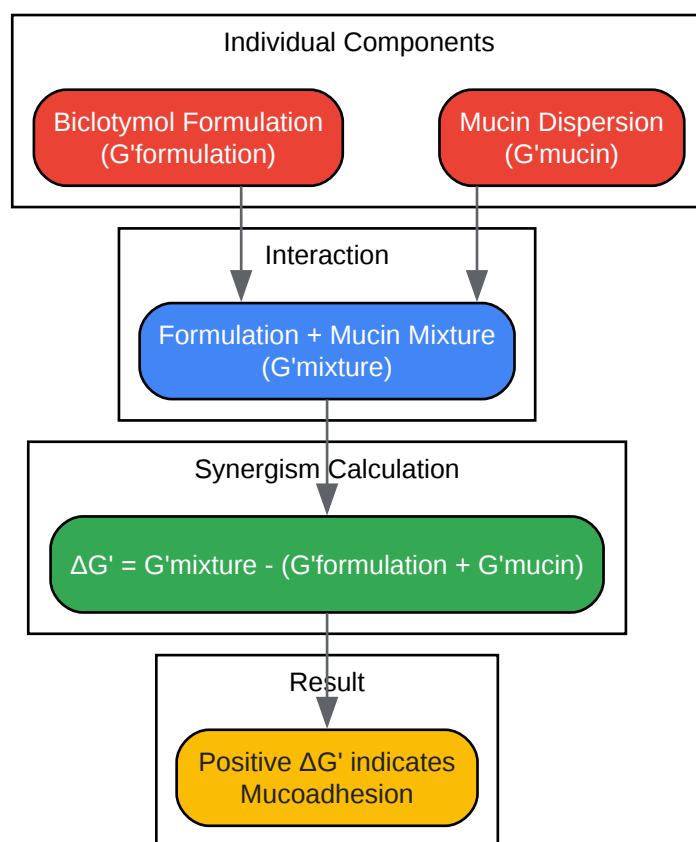 Individual Components
Biclotymol Formulation
(G'formulation)
Mucin Dispersion
(G'mucin)
Interaction
Formulation + Mucin Mixture
(G'mixture)
Synergism Calculation
ΔG' = G'mixture - (G'formulation + G'mucin)
Result
Positive ΔG' indicates
Mucoadhesion